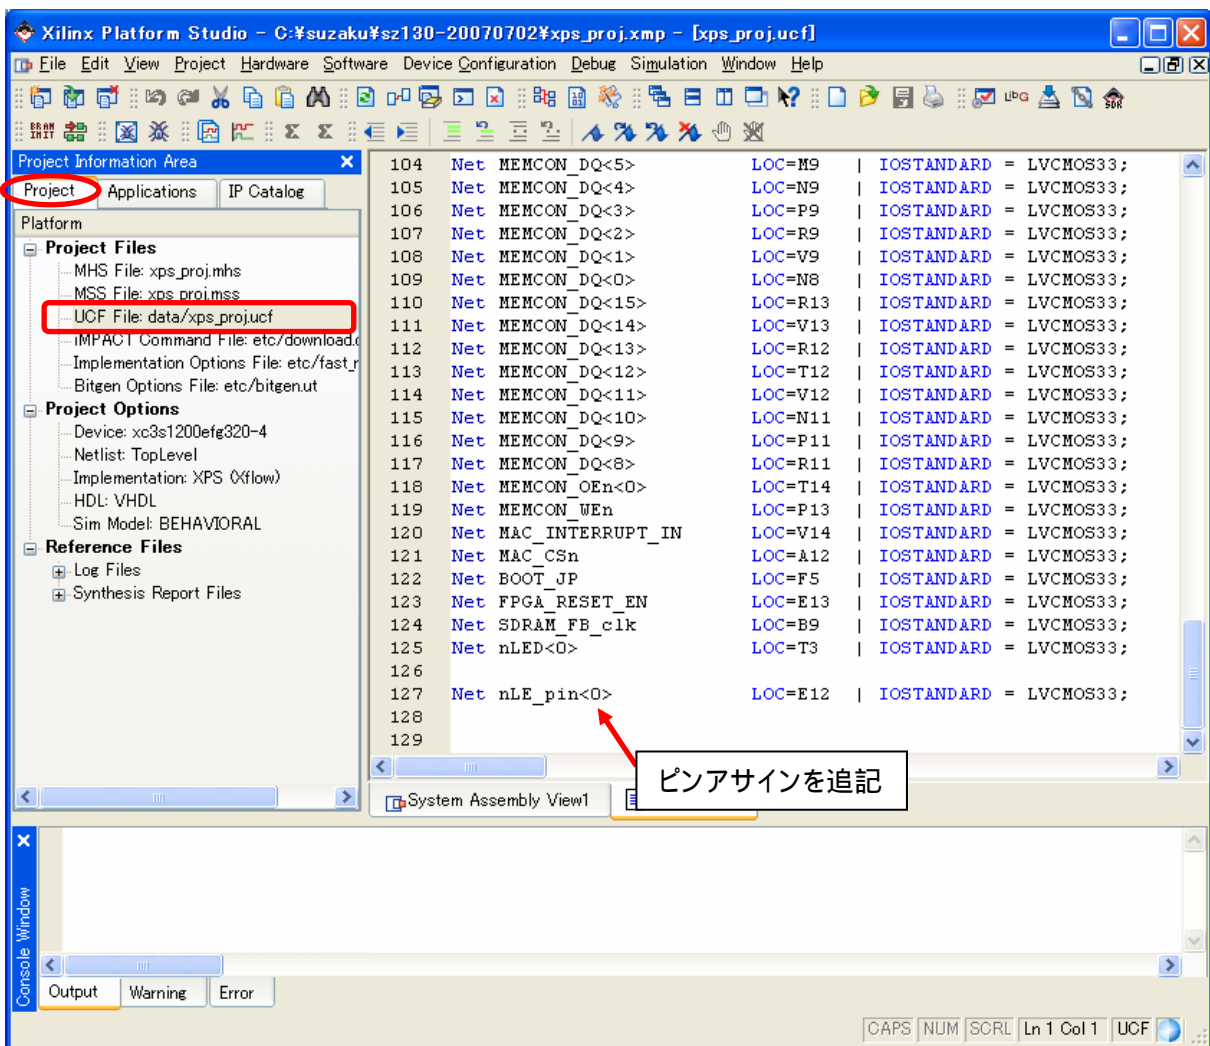 Xilinx Platform Studio - C:¥suzaku¥sz130-20070702¥xps_proj.xmp - [xps_proj.ucf]
File Edit View Project Hardware Software Device Configuration Debug Simulation Window Help
Project Information Area
Project Applications IP Catalog
Platform
Project Files
MHS File: xps_proj.mhs
MSS File: xps_proj.mss
UCF File: data/xps_proj.ucf
iMPACT Command File: etc/download.c
Implementation Options File: etc/fast_r
Bitgen Options File: etc/bitgen.ut
Project Options
Device: xc3s1200efg320-4
Netlist: TopLevel
Implementation: XPS (Xflow)
HDL: VHDL
Sim Model: BEHAVIORAL
Reference Files
Log Files
Synthesis Report Files
104 Net MEMCON_DQ<5> LOC=M9 | IOSTANDARD = LVCMOS33;
105 Net MEMCON_DQ<4> LOC=N9 | IOSTANDARD = LVCMOS33;
106 Net MEMCON_DQ<3> LOC=P9 | IOSTANDARD = LVCMOS33;
107 Net MEMCON_DQ<2> LOC=R9 | IOSTANDARD = LVCMOS33;
108 Net MEMCON_DQ<1> LOC=V9 | IOSTANDARD = LVCMOS33;
109 Net MEMCON_DQ<0> LOC=N8 | IOSTANDARD = LVCMOS33;
110 Net MEMCON_DQ<15> LOC=R13 | IOSTANDARD = LVCMOS33;
111 Net MEMCON_DQ<14> LOC=V13 | IOSTANDARD = LVCMOS33;
112 Net MEMCON_DQ<13> LOC=R12 | IOSTANDARD = LVCMOS33;
113 Net MEMCON_DQ<12> LOC=T12 | IOSTANDARD = LVCMOS33;
114 Net MEMCON_DQ<11> LOC=V12 | IOSTANDARD = LVCMOS33;
115 Net MEMCON_DQ<10> LOC=N11 | IOSTANDARD = LVCMOS33;
116 Net MEMCON_DQ<9> LOC=P11 | IOSTANDARD = LVCMOS33;
117 Net MEMCON_DQ<8> LOC=R11 | IOSTANDARD = LVCMOS33;
118 Net MEMCON_OEn<0> LOC=T14 | IOSTANDARD = LVCMOS33;
119 Net MEMCON_WEn LOC=P13 | IOSTANDARD = LVCMOS33;
120 Net MAC_INTERRUPT_IN LOC=V14 | IOSTANDARD = LVCMOS33;
121 Net MAC_CSn LOC=A12 | IOSTANDARD = LVCMOS33;
122 Net BOOT_JP LOC=F5 | IOSTANDARD = LVCMOS33;
123 Net FPGA_RESET_EN LOC=E13 | IOSTANDARD = LVCMOS33;
124 Net SDRAM_FB_clk LOC=B9 | IOSTANDARD = LVCMOS33;
125 Net nLED<0> LOC=T3 | IOSTANDARD = LVCMOS33;
126
127 Net nLE_pin<0> LOC=E12 | IOSTANDARD = LVCMOS33;
128
129
ピンアサインを追記
System Assembly View1
Console Window
Output Warning Error
CAPS NUM SCRL Ln 1 Col 1 UCF